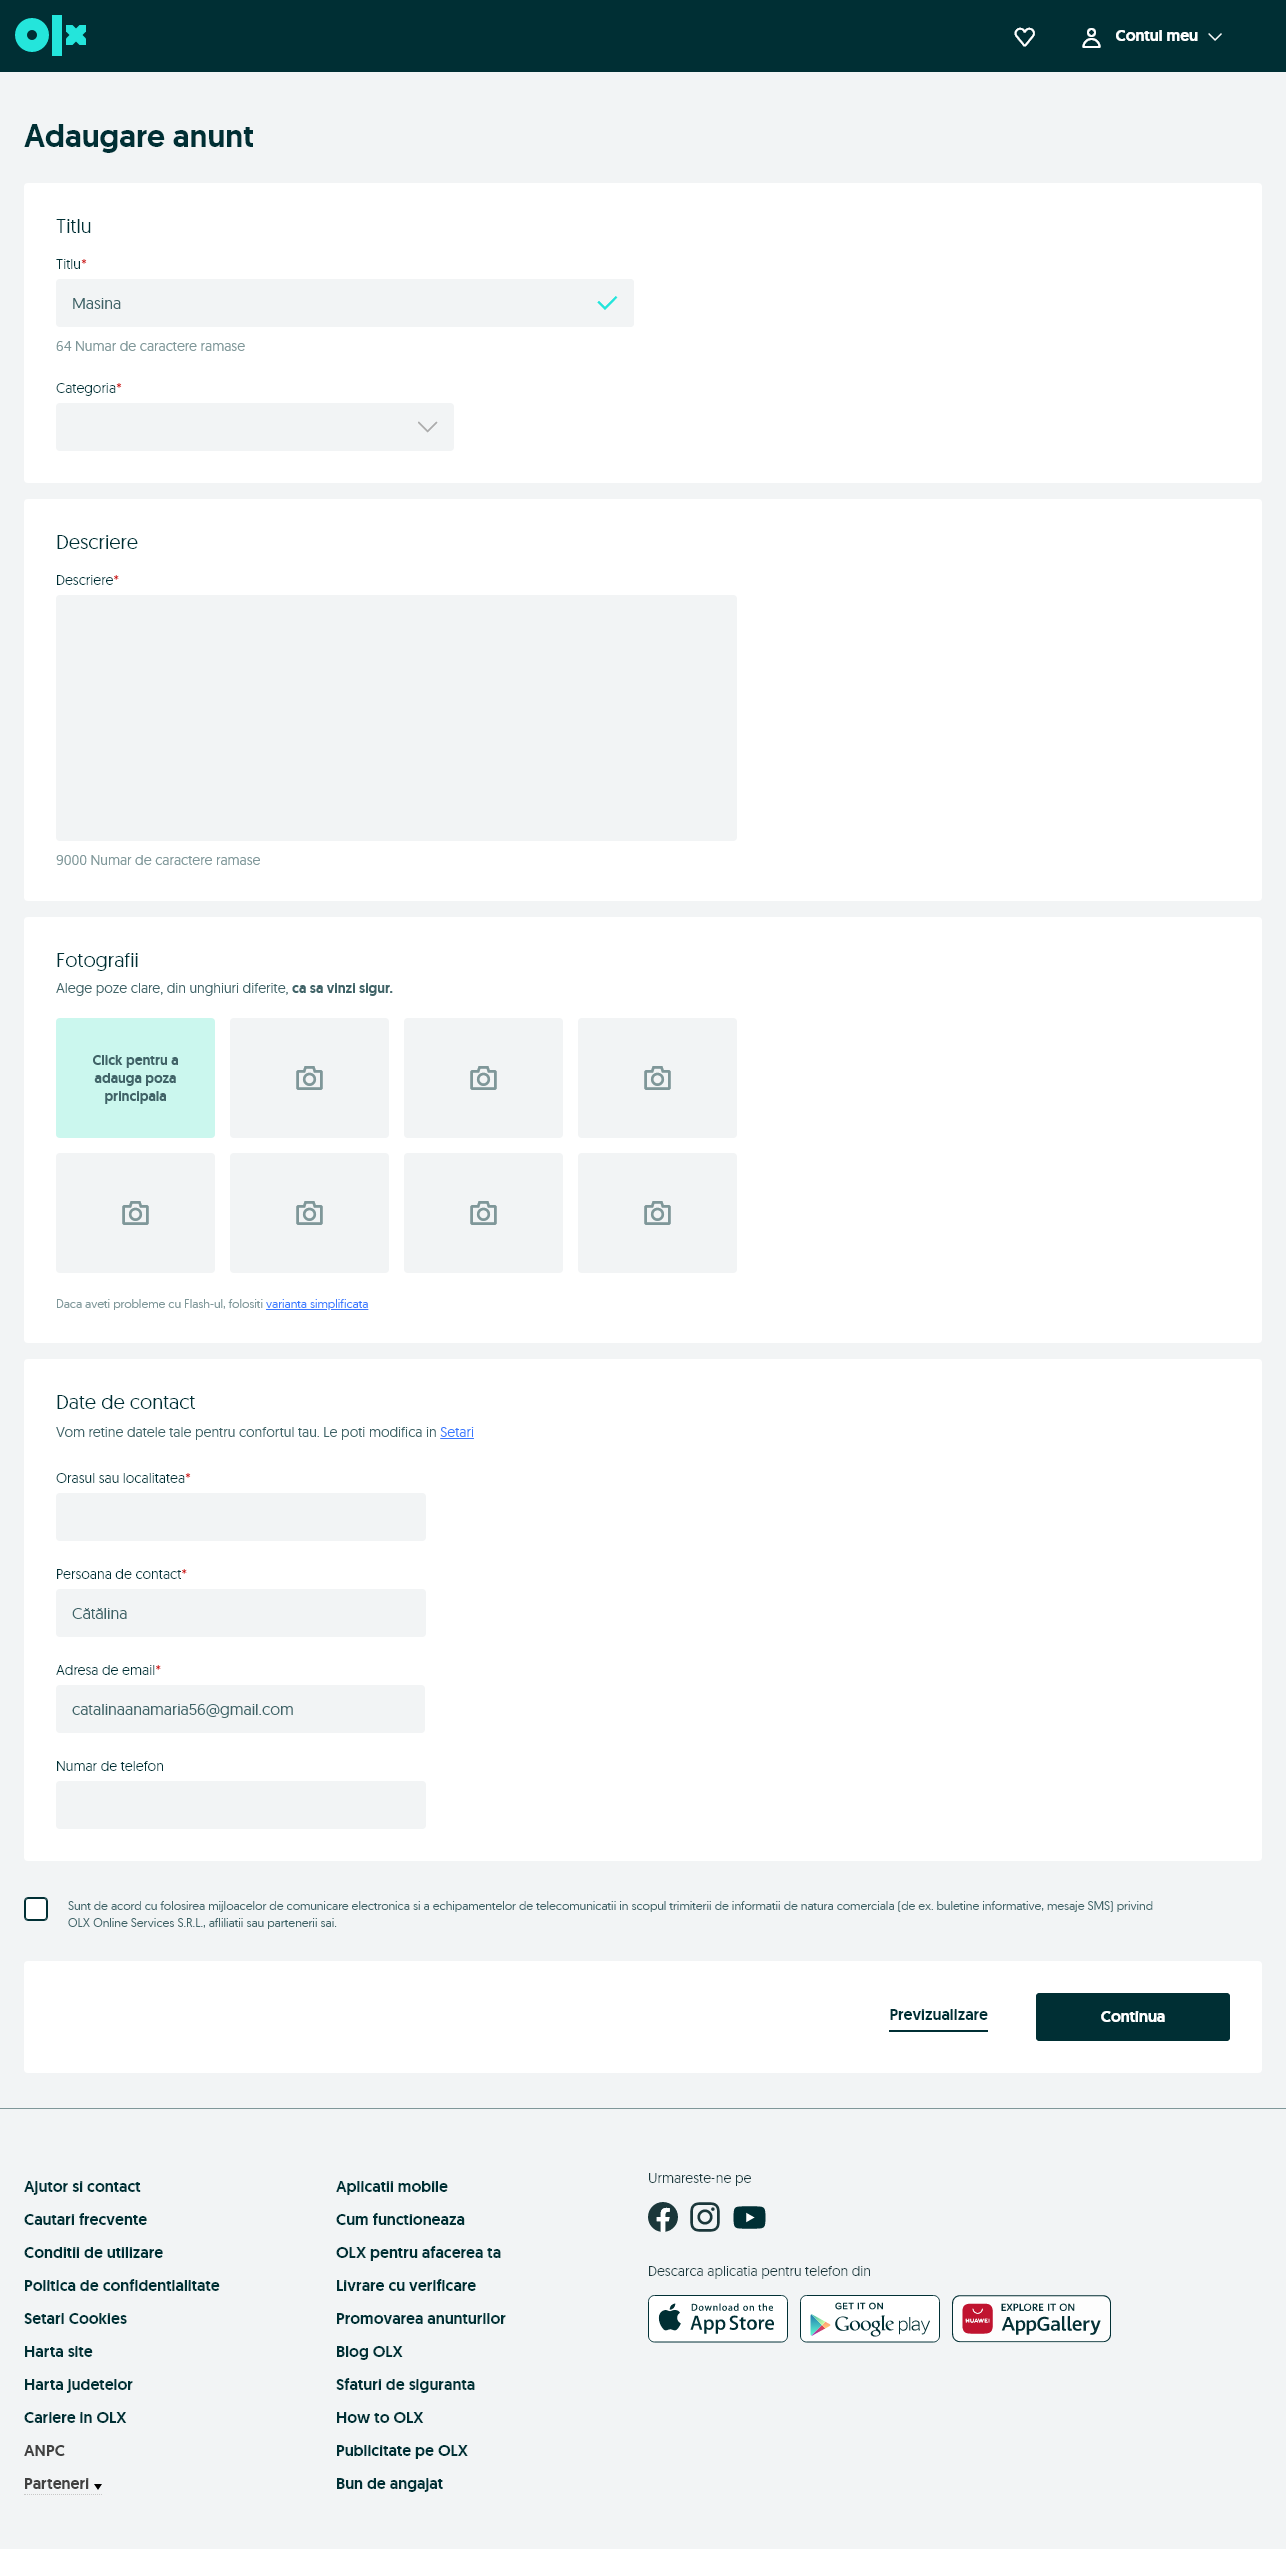 olx
Contul meu
Adaugare anunt
Titlu
Titlu*
Masina
64 Numar de caractere ramase
Categoria*
Descriere
Descriere*
9000 Numar de caractere ramase
Fotografii
Alege poze clare, din unghiuri diferite, ca sa vinzi sigur.
Click pentru a
adauga poza
principala
Daca aveti probleme cu Flash-ul, folositi varianta simplificata
Date de contact
Vom retine datele tale pentru confortul tau. Le poti modifica in Setari
Orasul sau localitatea*
Persoana de contact*
Cătălina
Adresa de email*
catalinaanamaria56@gmail.com
Numar de telefon
Sunt de acord cu folosirea mijloacelor de comunicare electronica si a echipamentelor de telecomunicatii in scopul trimiterii de informatii de natura comerciala (de ex. buletine informative, mesaje SMS) privind
OLX Online Services S.R.L., afiliatii sau partenerii sai.
Previzualizare
Continua
Ajutor si contact
Cautari frecvente
Conditii de utilizare
Politica de confidentialitate
Setari Cookies
Harta site
Harta judetelor
Cariere in OLX
ANPC
Parteneri
Aplicatii mobile
Cum functioneaza
OLX pentru afacerea ta
Livrare cu verificare
Promovarea anunturilor
Blog OLX
Sfaturi de siguranta
How to OLX
Publicitate pe OLX
Bun de angajat
Urmareste-ne pe
Descarca aplicatia pentru telefon din
Download on the
App Store
GET IT ON
Google play
HUAWEI
EXPLORE IT ON
AppGallery